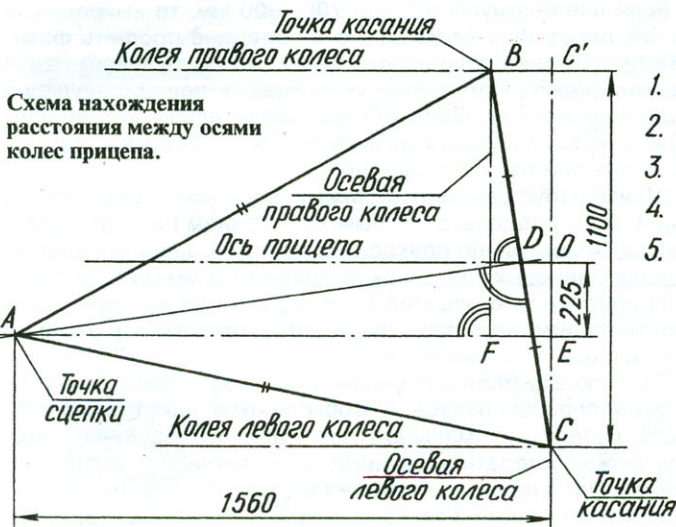 Точка касания
B
C'
Колея правого колеса
1.
2.
3.
4.
5.
Схема нахождения
расстояния между осями
колес прицепа.
Осевая
правого колеса
1100
Ось прицепа
D
O
225
A
F
E
Точка
сцепки
Колея левого колеса
C
Осевая
левого колеса
Точка
касания
1560